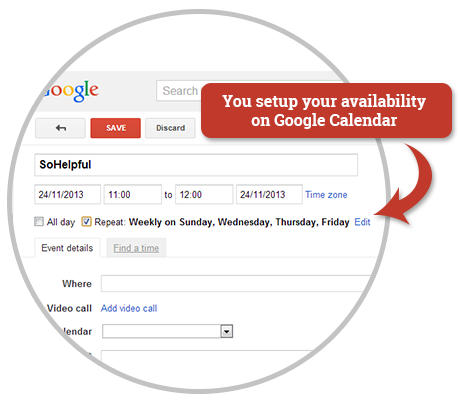 Google
Search
You setup your availability
on Google Calendar
SAVE
Discard
SoHelpful
24/11/2013 11:00 to 12:00 24/11/2013 Time zone
All day Repeat: Weekly on Sunday, Wednesday, Thursday, Friday Edit
Event details Find a time
Where
Video call Add video call
alendar